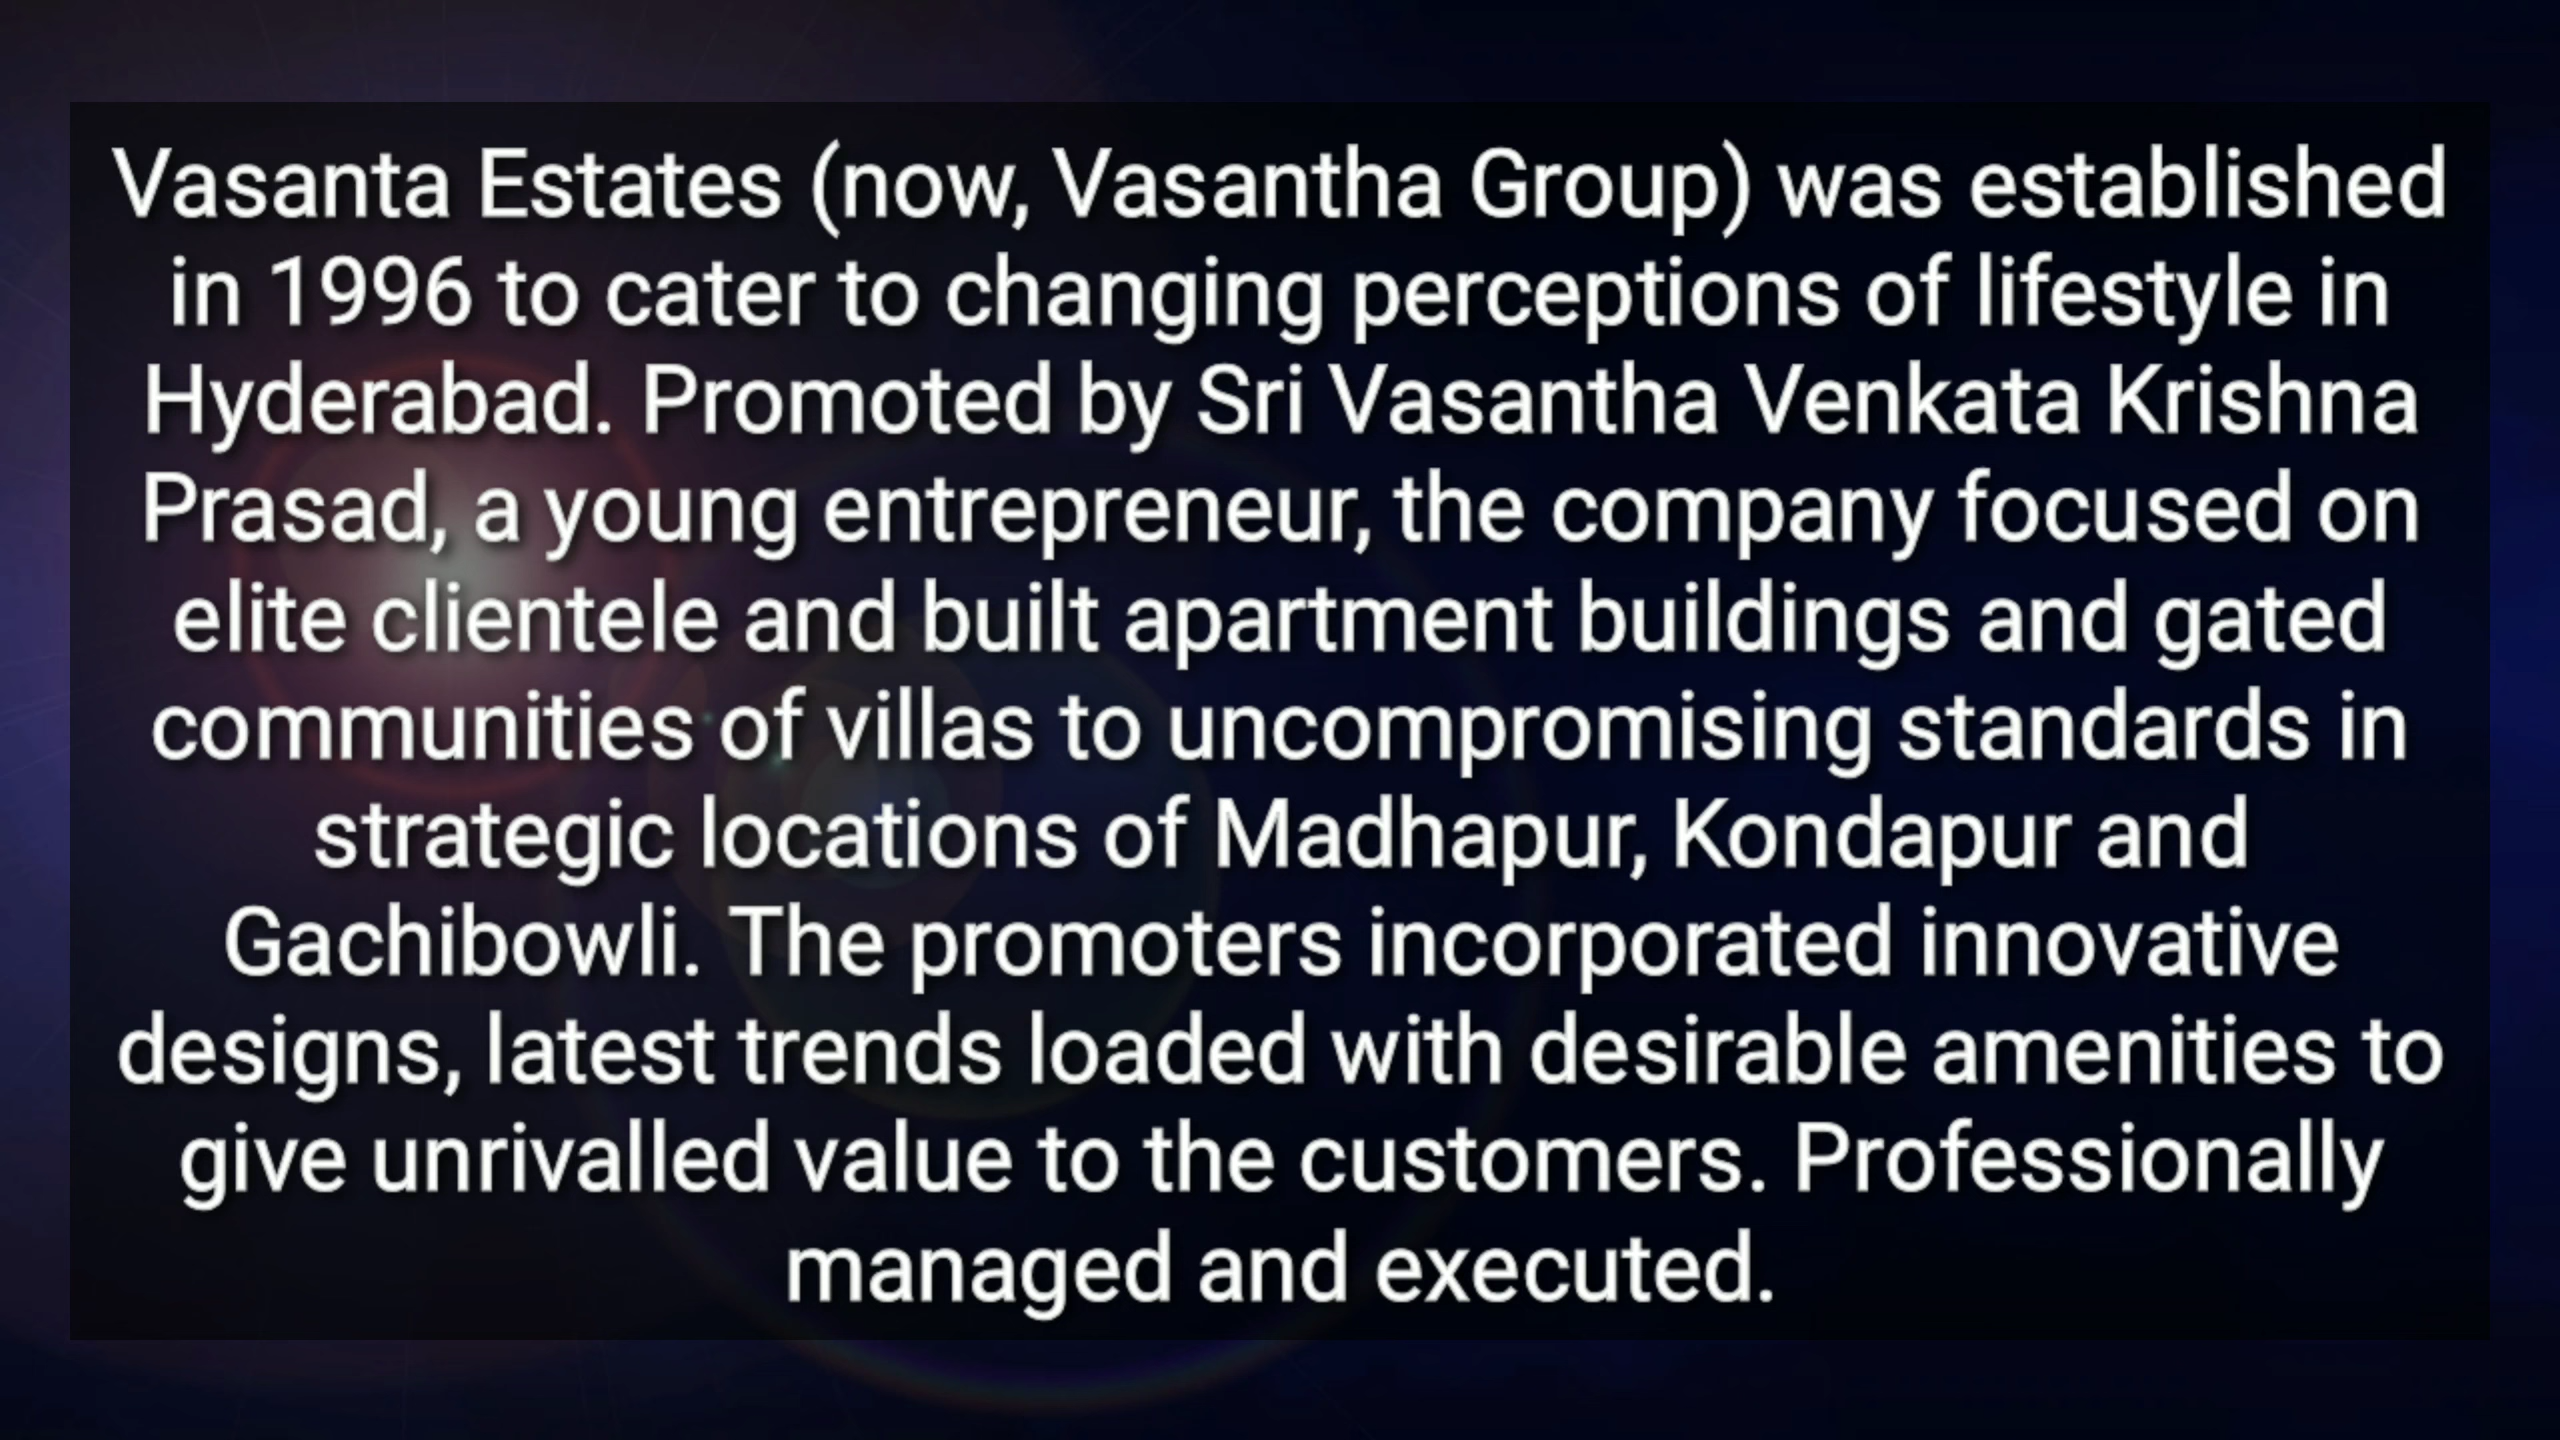 Vasanta Estates (now, Vasantha Group) was established
in 1996 to cater to changing perceptions of lifestyle in
Hyderabad. Promoted by Sri Vasantha Venkata Krishna
Prasad, a young entrepreneur, the company focused on
elite clientele and built apartment buildings and gated
communities of villas to uncompromising standards in
strategic locations of Madhapur, Kondapur and
Gachibowli. The promoters incorporated innovative
designs, latest trends loaded with desirable amenities to
give unrivalled value to the customers. Professionally
managed and executed.